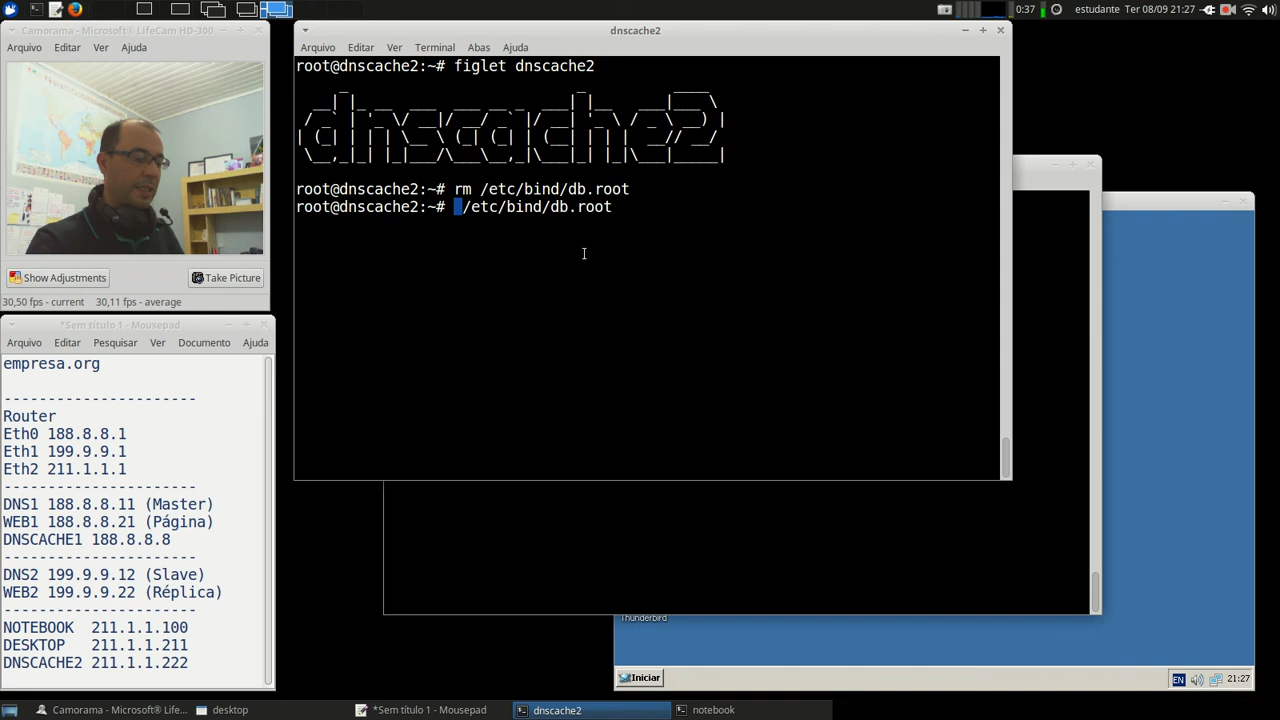 0:37 estudante Ter 08/09 21:27
Camorama - Microsoft® LifeCam HD-300
Arquivo Editar Ver Ajuda
Show Adjustments Take Picture
30,50 fps - current 30,11 fps - average
*Sem título 1 - Mousepad
Arquivo Editar Pesquisar Ver Documento Ajuda
empresa.org
----------------------
Router
Eth0 188.8.8.1
Eth1 199.9.9.1
Eth2 211.1.1.1
----------------------
DNS1 188.8.8.11 (Master)
WEB1 188.8.8.21 (Página)
DNSCACHE1 188.8.8.8
----------------------
DNS2 199.9.9.12 (Slave)
WEB2 199.9.9.22 (Réplica)
----------------------
NOTEBOOK 211.1.1.100
DESKTOP 211.1.1.211
DNSCACHE2 211.1.1.222
dnscache2
Arquivo Editar Ver Terminal Abas Ajuda
root@dnscache2:~# figlet dnscache2
dnscache2
root@dnscache2:~# rm /etc/bind/db.root
root@dnscache2:~# /etc/bind/db.root
Thunderbird
Iniciar EN 21:27
Camorama - Microsoft® LifeC... desktop *Sem título 1 - Mousepad dnscache2 notebook